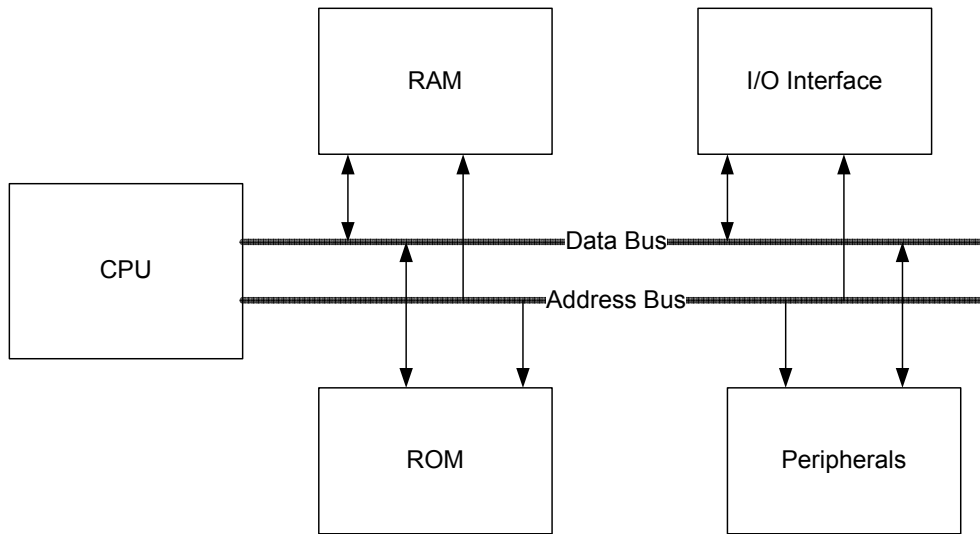 RAM
I/O Interface
CPU
Data Bus
Address Bus
ROM
Peripherals